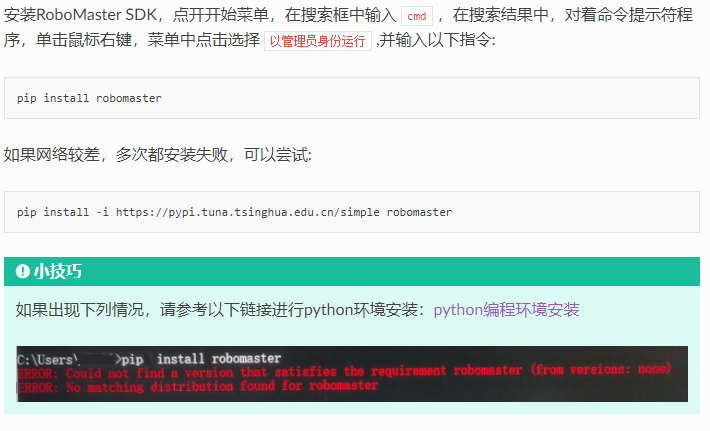 安装RoboMaster SDK，点开开始菜单，在搜索框中输入 cmd ，在搜索结果中，对着命令提示符程
序，单击鼠标右键，菜单中点击选择 以管理员身份运行 ,并输入以下指令:
pip install robomaster
如果网络较差，多次都安装失败，可以尝试:
pip install -i https://pypi.tuna.tsinghua.edu.cn/simple robomaster
小技巧
如果出现下列情况，请参考以下链接进行python环境安装：python编程环境安装
C:\Users\ >pip  install robomaster
ERROR: Could not find a version that satisfies the requirement robomaster (from versions: none)
ERROR: No matching distribution found for robomaster